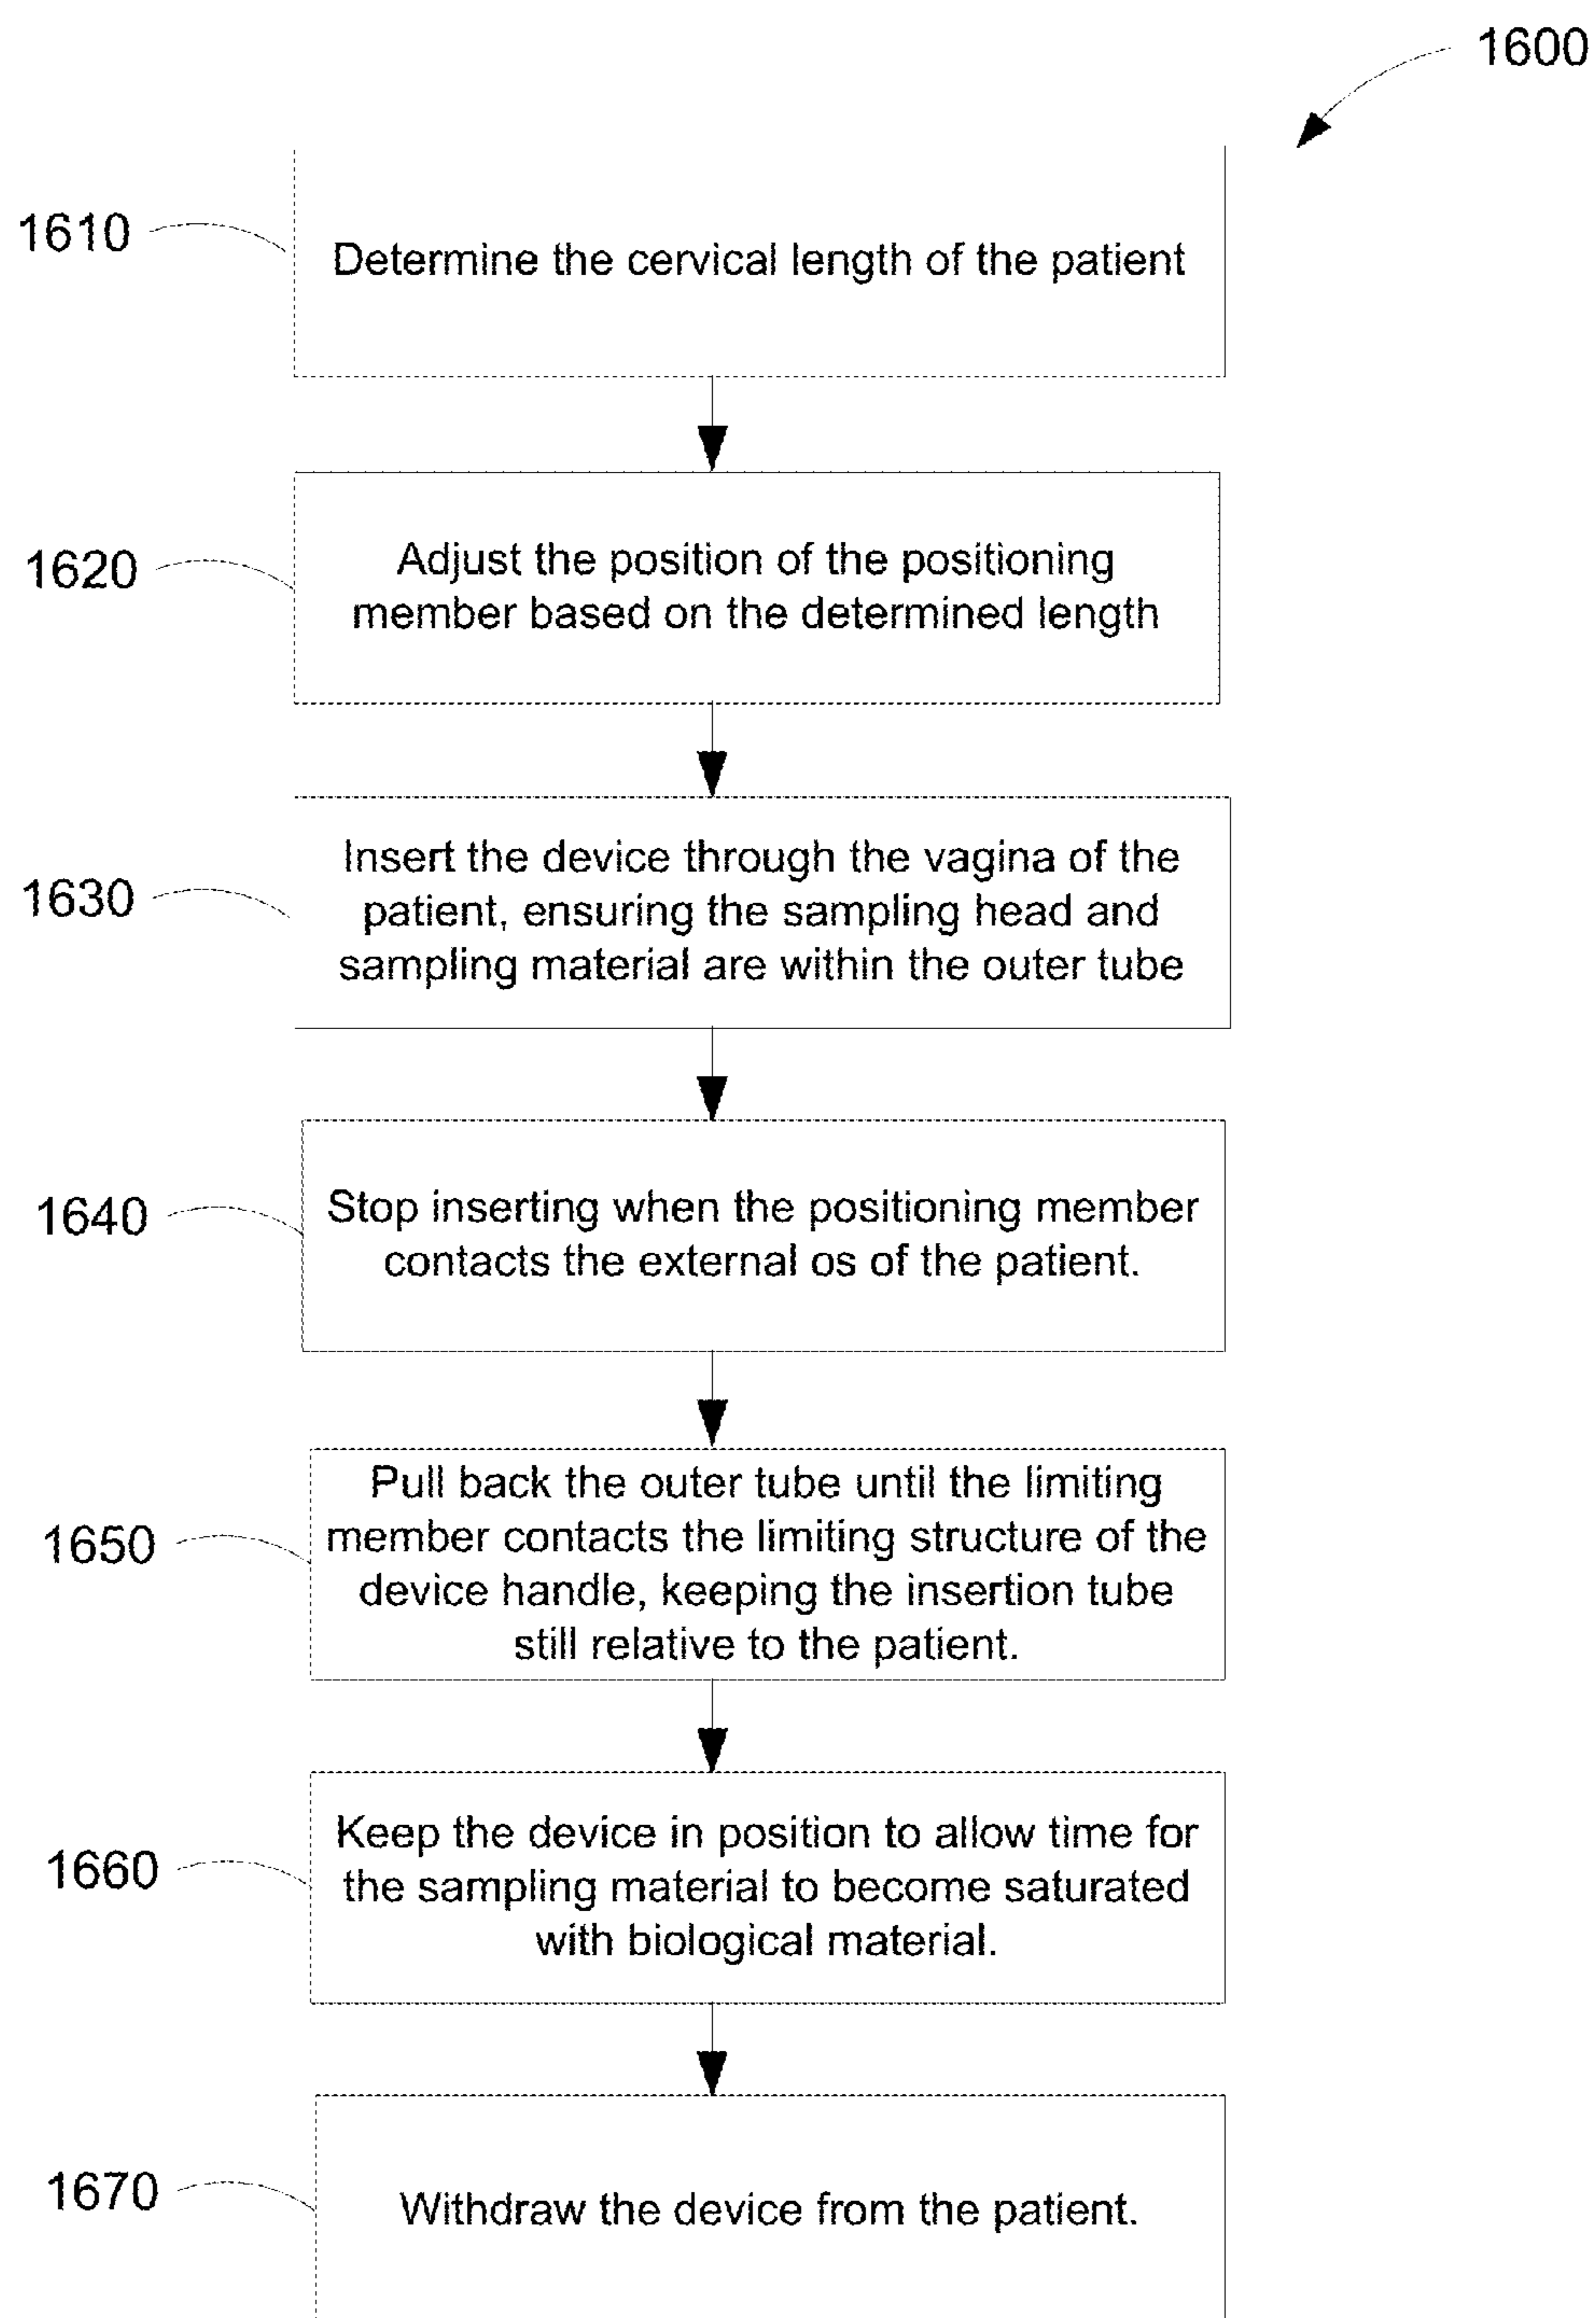 1600
1610
Determine the cervical length of the patient
1620
Adjust the position of the positioning
member based on the determined length
1630
Insert the device through the vagina of the
patient, ensuring the sampling head and
sampling material are within the outer tube
1640
Stop inserting when the positioning member
contacts the external os of the patient.
1650
Pull back the outer tube until the limiting
member contacts the limiting structure of the
device handle, keeping the insertion tube
still relative to the patient.
1660
Keep the device in position to allow time for
the sampling material to become saturated
with biological material.
1670
Withdraw the device from the patient.